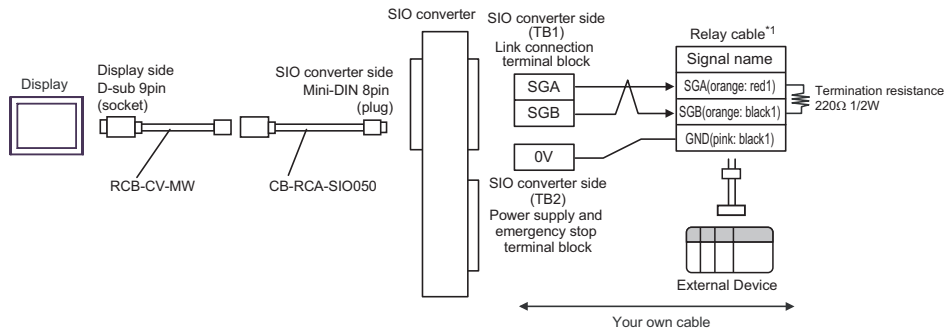 Display
Display side
D-sub 9pin
(socket)
RCB-CV-MW
SIO converter side
Mini-DIN 8pin
(plug)
CB-RCA-SIO050
SIO converter
SIO converter side
(TB1)
Link connection
terminal block
SGA
SGB
0V
SIO converter side
(TB2)
Power supply and
emergency stop
terminal block
Relay cable*1
Signal name
SGA(orange: red1)
SGB(orange: black1)
GND(pink: black1)
Termination resistance
220Ω 1/2W
External Device
Your own cable